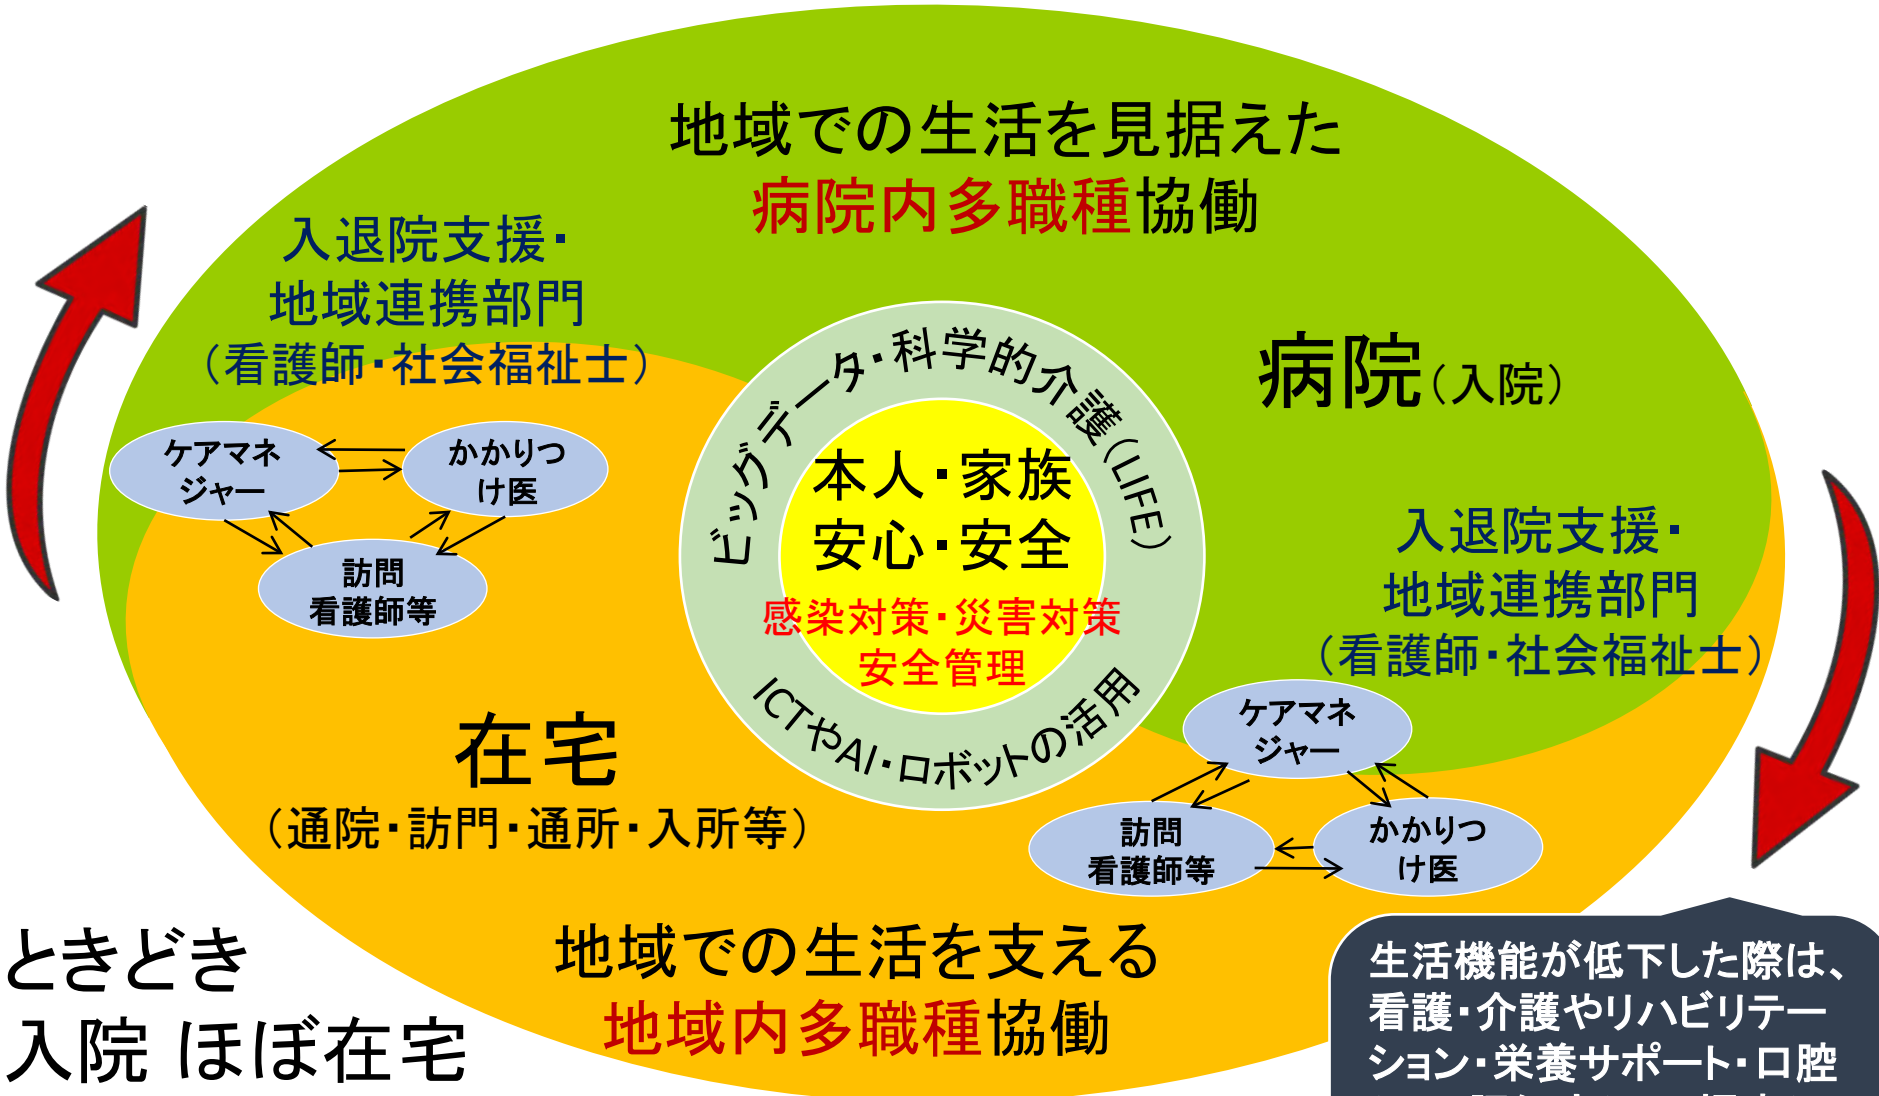 地域での生活を見据えた
病院内多職種協働
入退院支援・
地域連携部門
（看護師・社会福祉士）
病院（入院）
ケアマネ
ジャー
かかりつ
け医
訪問
看護師等
ビッグデータ・科学的介護(LIFE)
本人・家族
安心・安全
感染対策・災害対策
安全管理
ICTやAI・ロボットの活用
入退院支援・
地域連携部門
（看護師・社会福祉士）
ケアマネ
ジャー
訪問
看護師等
かかりつ
け医
在宅
（通院・訪問・通所・入所等）
地域での生活を支える
地域内多職種協働
ときどき
入院 ほぼ在宅
生活機能が低下した際は、
看護・介護やリハビリテー
ション・栄養サポート・口腔